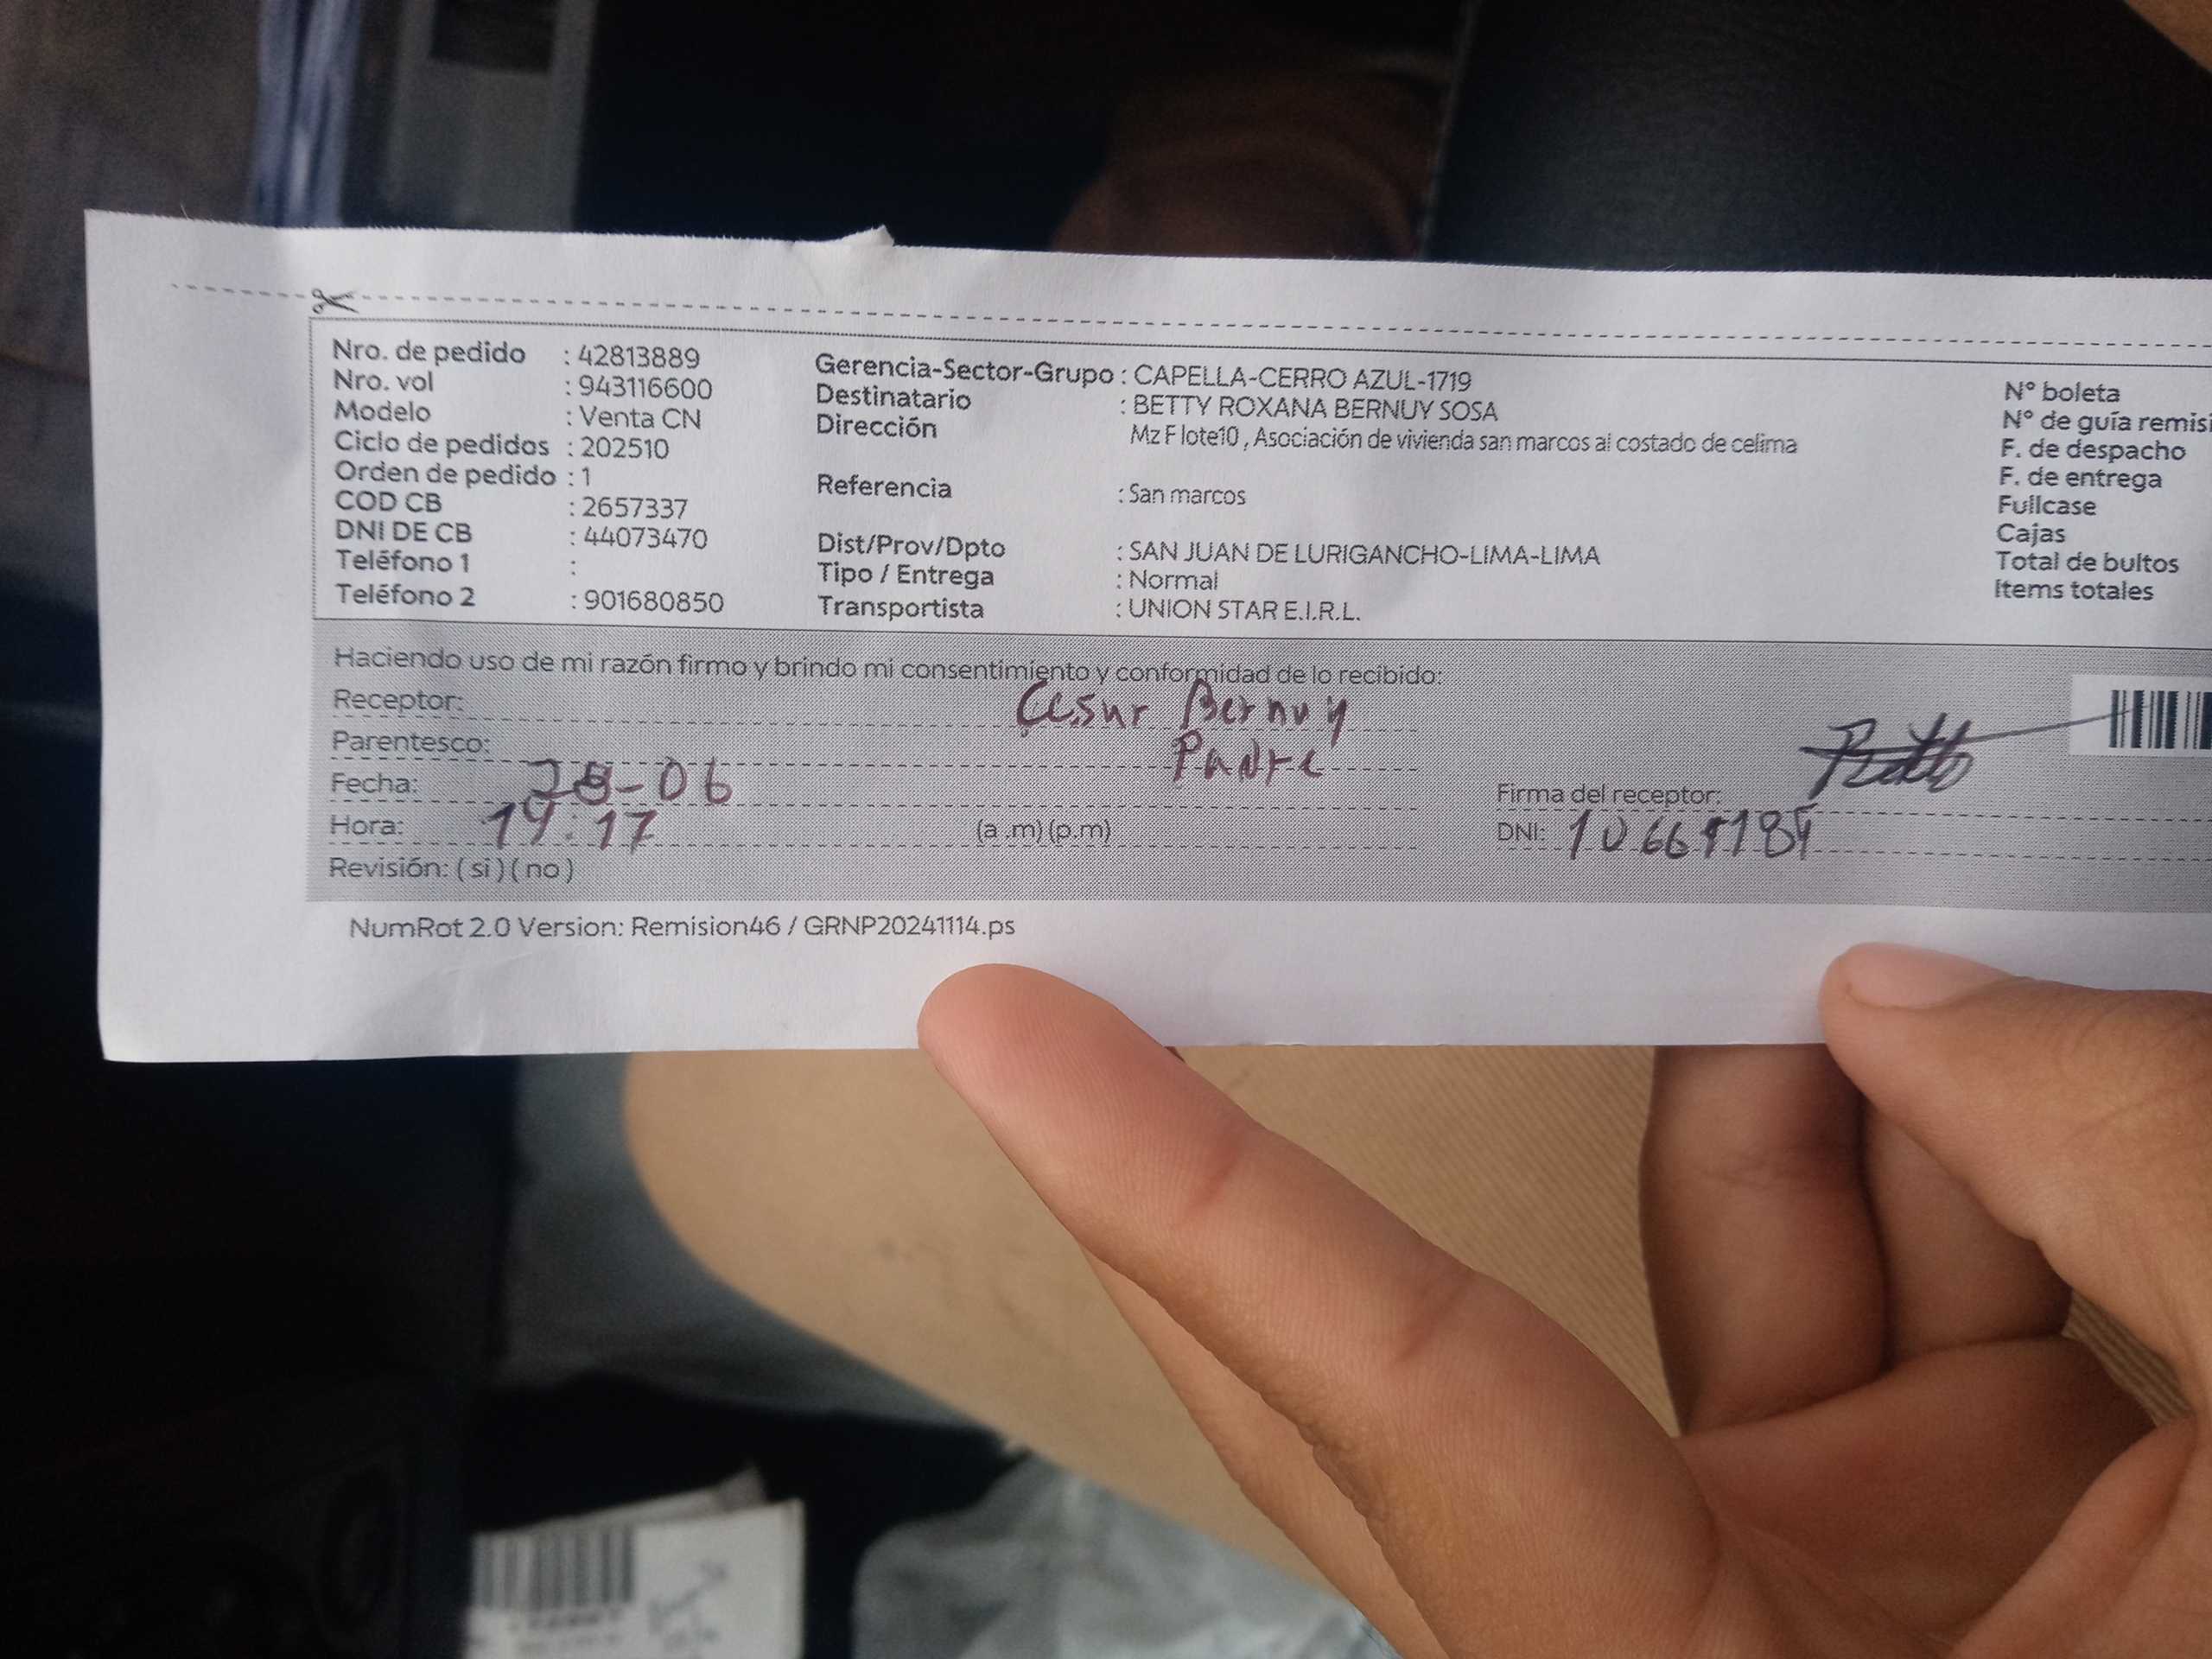 Nro. de pedido : 42813889
Nro. vol : 943116600
Modelo : Venta CN
Ciclo de pedidos : 202510
Orden de pedido : 1
COD CB : 2657337
DNI DE CB : 44073470
Teléfono 1 :
Teléfono 2 : 901680850
Gerencia-Sector-Grupo : CAPELLA-CERRO AZUL-1719
Destinatario : BETTY ROXANA BERNUY SOSA
Dirección Mz F lote10 , Asociación de vivienda san marcos al costado de celima
Referencia : San marcos
Dist/Prov/Dpto : SAN JUAN DE LURIGANCHO-LIMA-LIMA
Tipo / Entrega : Normal
Transportista : UNION STAR E.I.R.L.
N° boleta
N° de guía remisi
F. de despacho
F. de entrega
Fullcase
Cajas
Total de bultos
Items totales
Haciendo uso de mi razón firmo y brindo mi consentimiento y conformidad de lo recibido:
Receptor: Cesar Bernuy
Parentesco: Padre
Fecha: 28-06
Hora: 14:17 (a .m) (p.m)
Revisión: ( si ) ( no )
Firma del receptor:
DNI:
NumRot 2.0 Version: Remision46 / GRNP20241114.ps